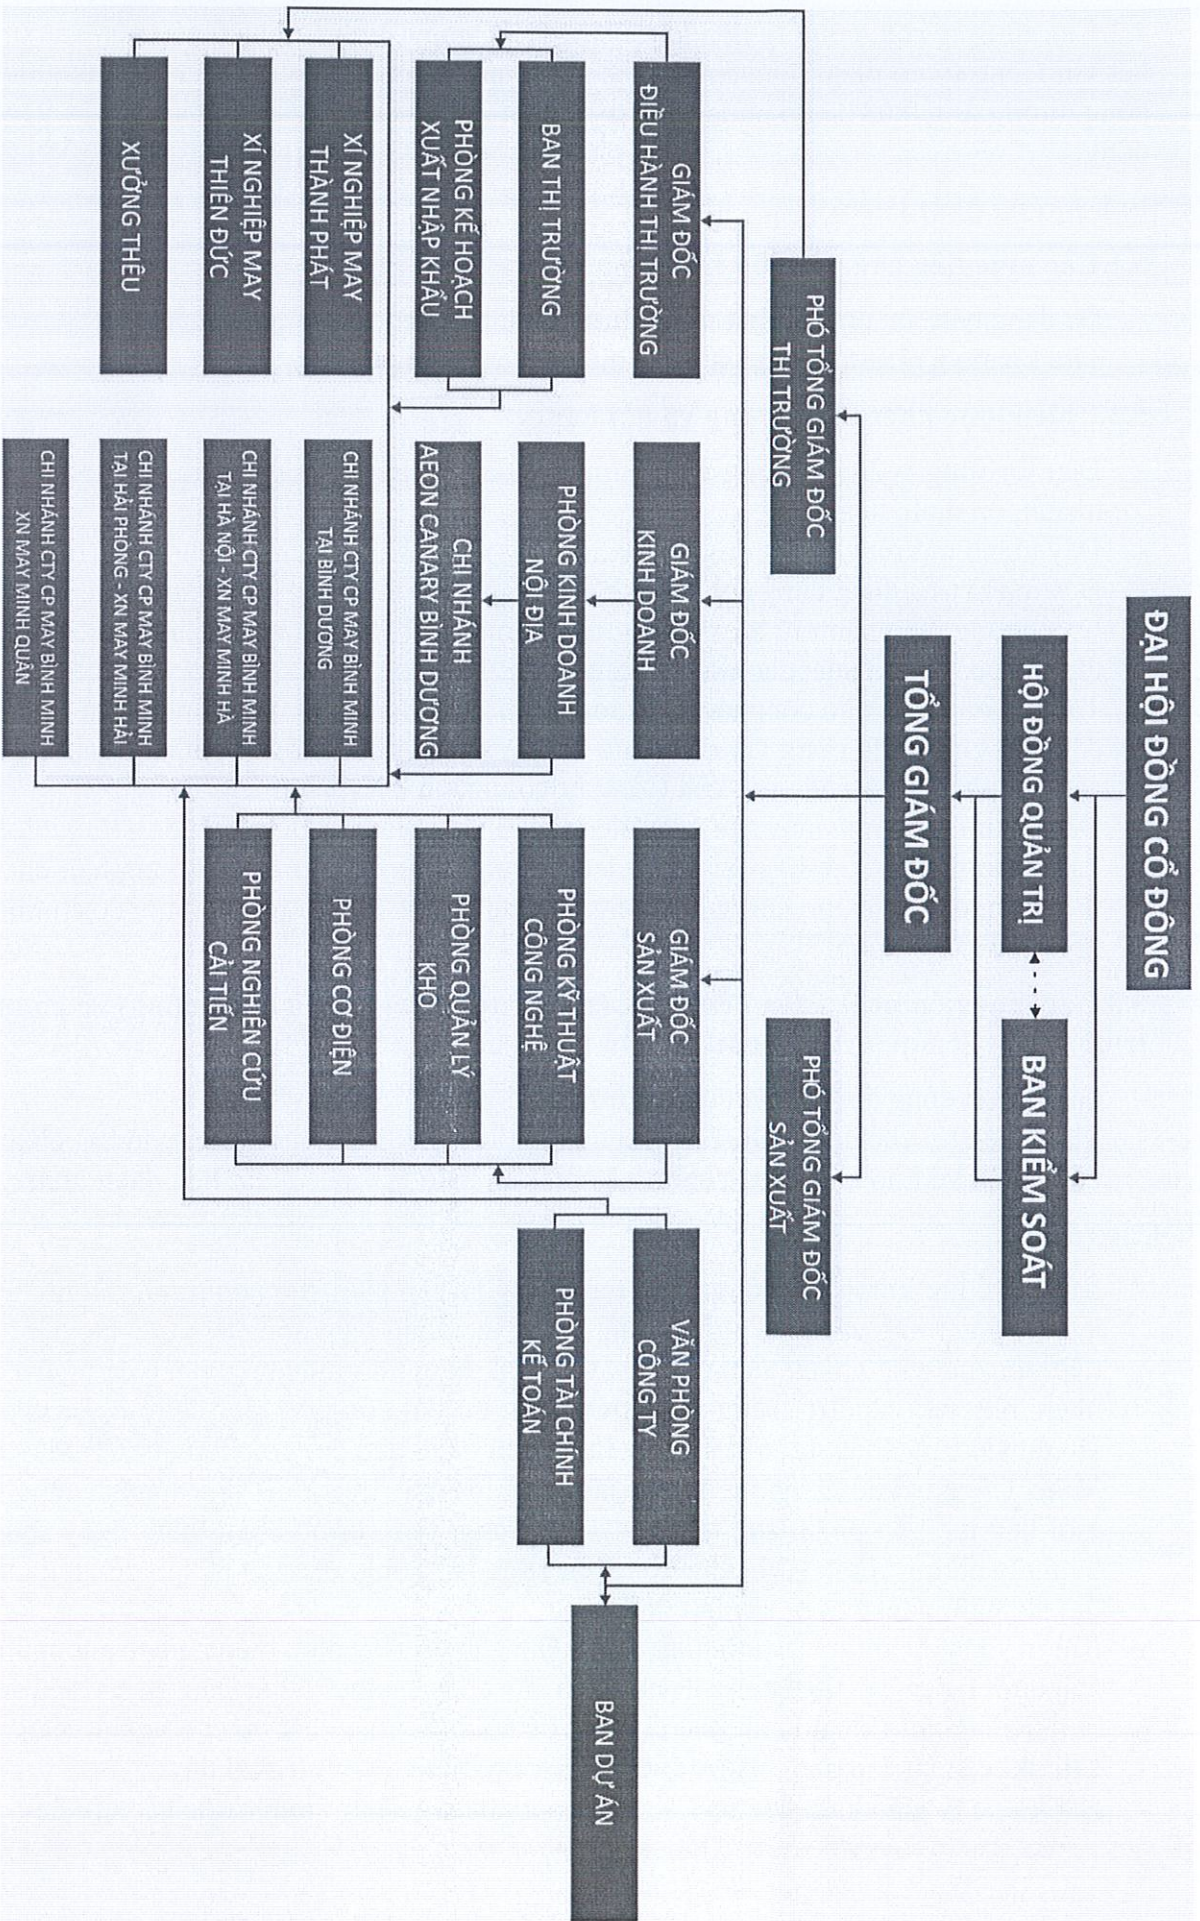 ĐẠI HỘI ĐỒNG CỔ ĐÔNG
HỘI ĐỒNG QUẢN TRỊ
BAN KIỂM SOÁT
TỔNG GIÁM ĐỐC
PHÓ TỔNG GIÁM ĐỐC
THỊ TRƯỜNG
PHÓ TỔNG GIÁM ĐỐC
SẢN XUẤT
GIÁM ĐỐC
ĐIỀU HÀNH THỊ TRƯỜNG
GIÁM ĐỐC
KINH DOANH
GIÁM ĐỐC
SẢN XUẤT
VĂN PHÒNG
CÔNG TY
BAN DỰ ÁN
BAN THỊ TRƯỜNG
PHÒNG KINH DOANH
NỘI ĐỊA
PHÒNG KỸ THUẬT
CÔNG NGHỆ
PHÒNG TÀI CHÍNH
KẾ TOÁN
PHÒNG KẾ HOẠCH
XUẤT NHẬP KHẨU
CHI NHÁNH
AEON CANARY BÌNH DƯƠNG
PHÒNG QUẢN LÝ
KHO
XÍ NGHIỆP MAY
THÀNH PHÁT
CHI NHÁNH CTY CP MAY BÌNH MINH
TẠI BÌNH DƯƠNG
PHÒNG CƠ ĐIỆN
XÍ NGHIỆP MAY
THIÊN ĐỨC
CHI NHÁNH CTY CP MAY BÌNH MINH
TẠI HÀ NỘI - XN MAY MINH HÀ
PHÒNG NGHIÊN CỨU
CẢI TIẾN
XƯỞNG THÊU
CHI NHÁNH CTY CP MAY BÌNH MINH
TẠI HẢI PHÒNG - XN MAY MINH HẢI
CHI NHÁNH CTY CP MAY BÌNH MINH
XN MAY MINH QUÂN